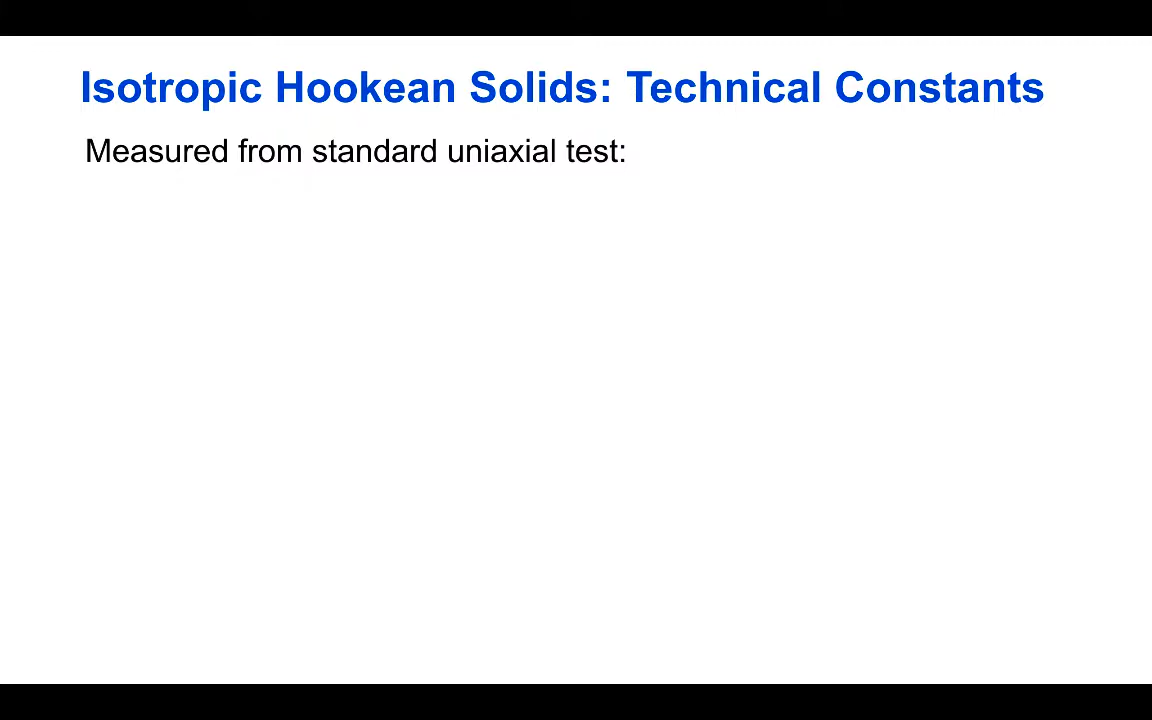 Isotropic Hookean Solids: Technical Constants
Measured from standard uniaxial test: